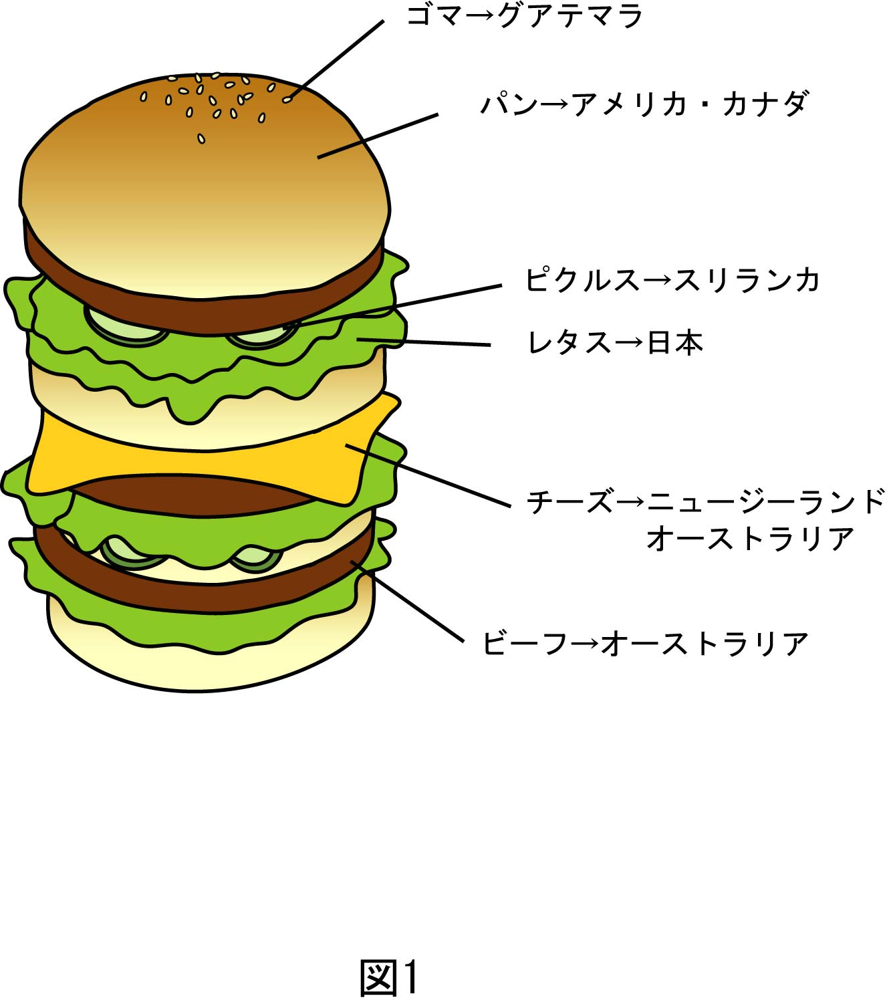 ゴマ→グアテマラ
パン→アメリカ・カナダ
ピクルス→スリランカ
レタス→日本
チーズ→ニュージーランド
オーストラリア
ビーフ→オーストラリア
図1